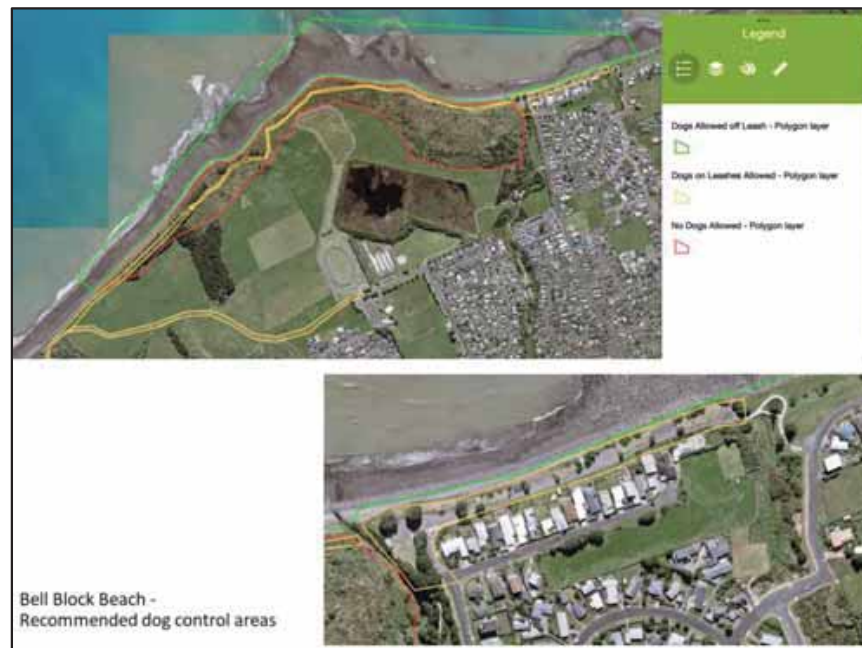 Legend
Dogs Allowed off Leash - Polygon layer
Dogs on Leashes Allowed - Polygon layer
No Dogs Allowed - Polygon layer
Bell Block Beach -
Recommended dog control areas